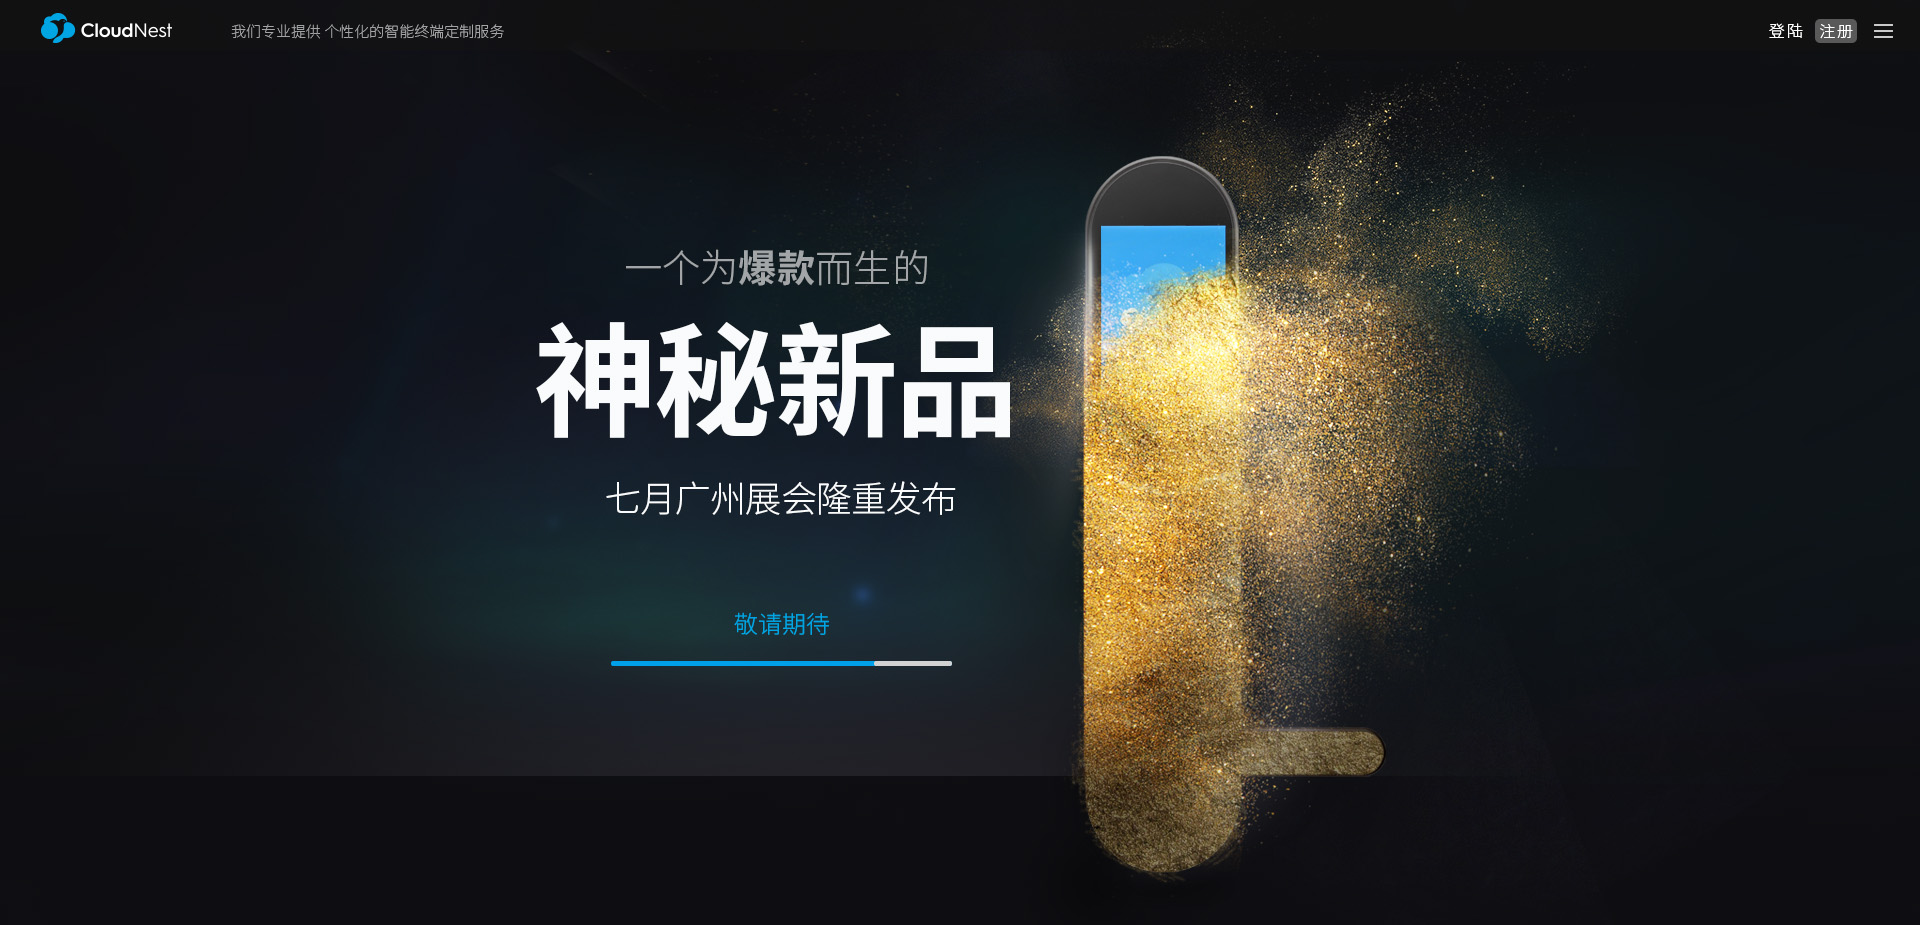 CloudNest
我们专业提供 个性化的智能终端定制服务
登陆
注册
一个为爆款而生的
神秘新品
七月广州展会隆重发布
敬请期待